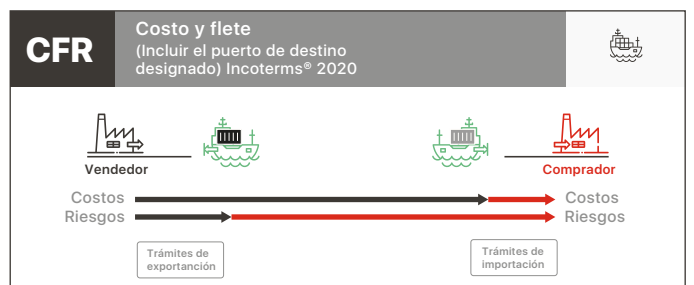 CFR
Costo y flete
(Incluir el puerto de destino
designado) Incoterms® 2020
Vendedor
Comprador
Costos
Costos
Riesgos
Riesgos
Trámites de
exportanción
Trámites de
importación